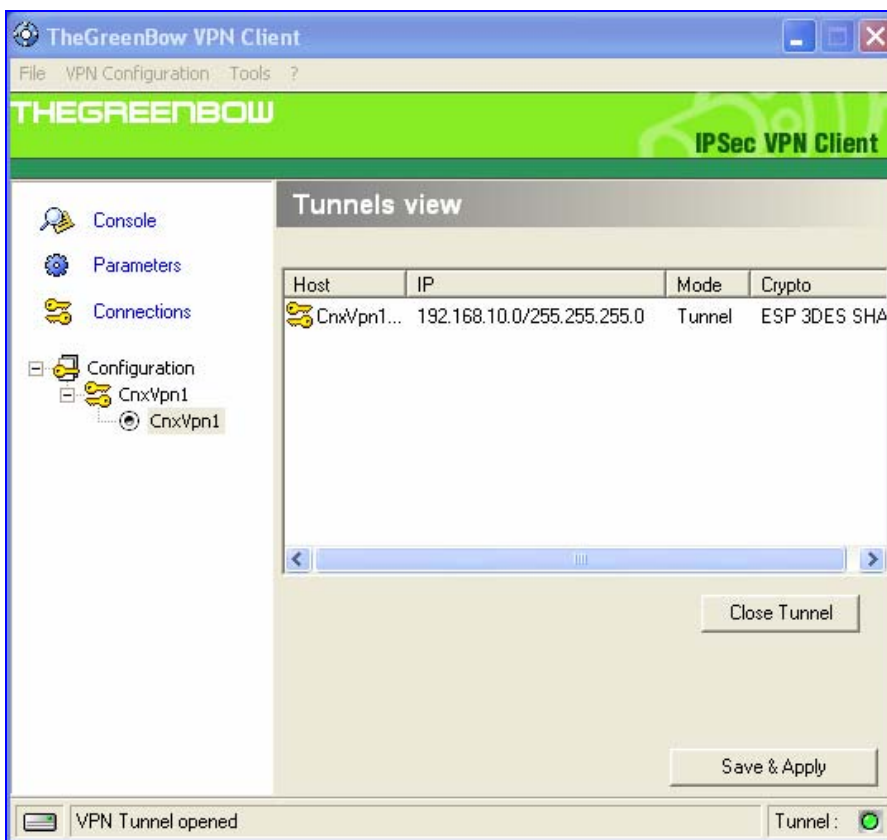 TheGreenBow VPN Client
File VPN Configuration Tools ?
THEGREENBOW
IPSec VPN Client
Console
Parameters
Connections
Configuration
CnxVpn1
CnxVpn1
Tunnels view
Host IP Mode Crypto
CnxVpn1... 192.168.10.0/255.255.255.0 Tunnel ESP 3DES SHA
Close Tunnel
Save & Apply
VPN Tunnel opened
Tunnel :